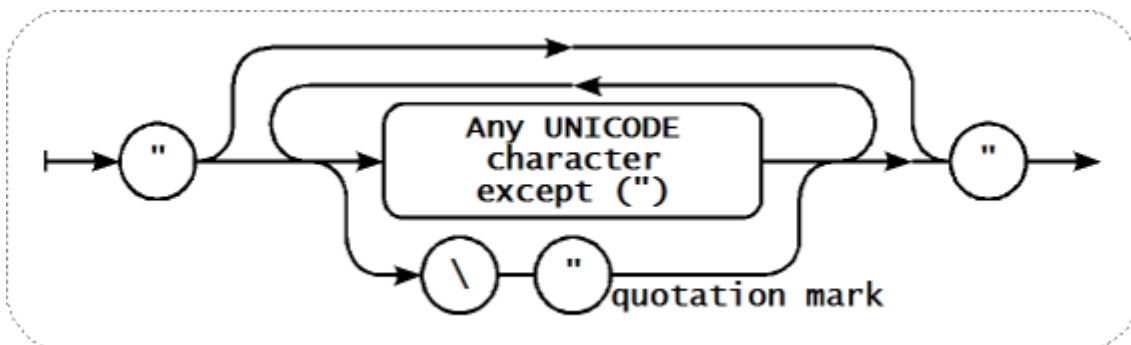 "
Any UNICODE
character
except (")
"
\
"
quotation mark